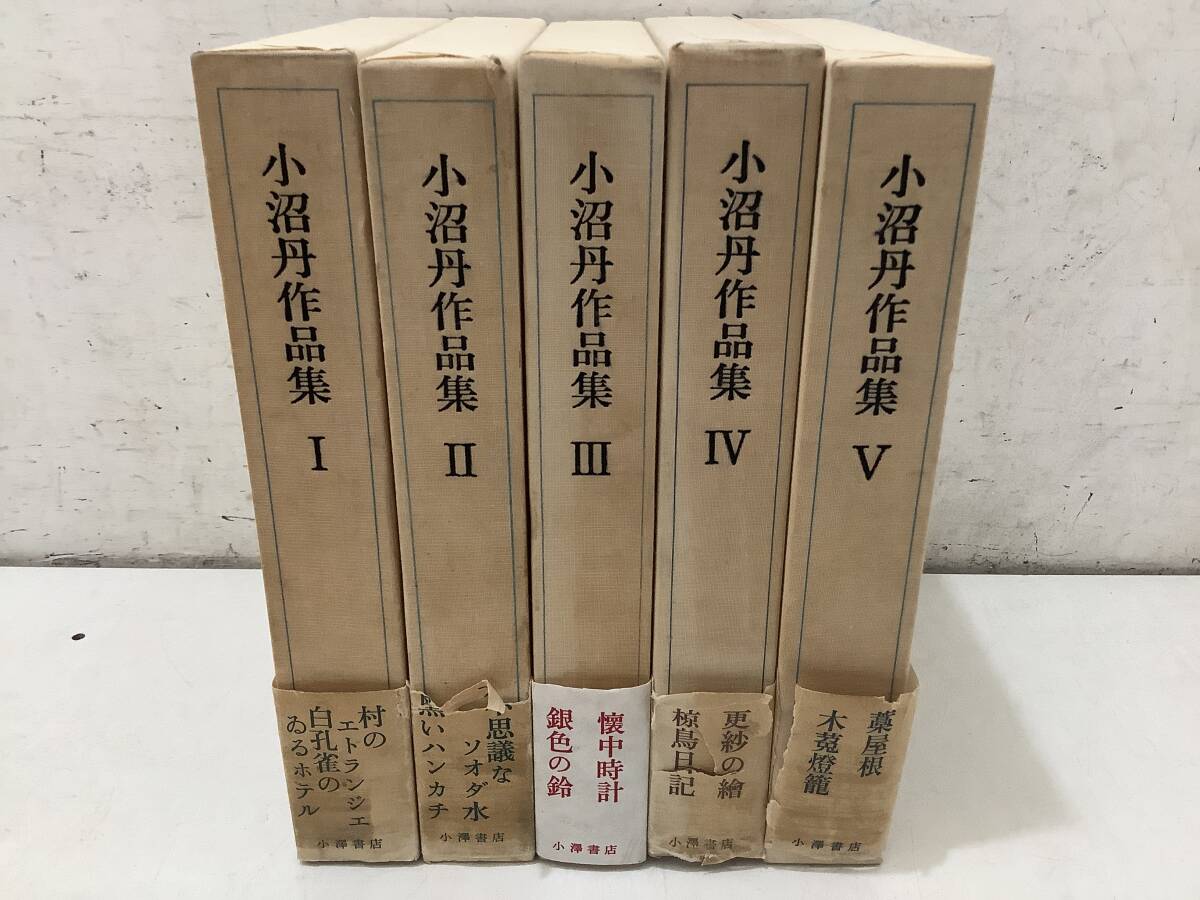 小沼丹作品集 I
村の
エトランジエ
白孔雀の
ゐるホテル
小澤書店
小沼丹作品集 II
思議な
ソオダ水
黒いハンカチ
小澤書店
小沼丹作品集 III
懐中時計
銀色の鈴
小澤書店
小沼丹作品集 IV
更紗の繪
椋鳥日記
小澤書店
小沼丹作品集 V
藁屋根
木菟燈籠
小澤書店